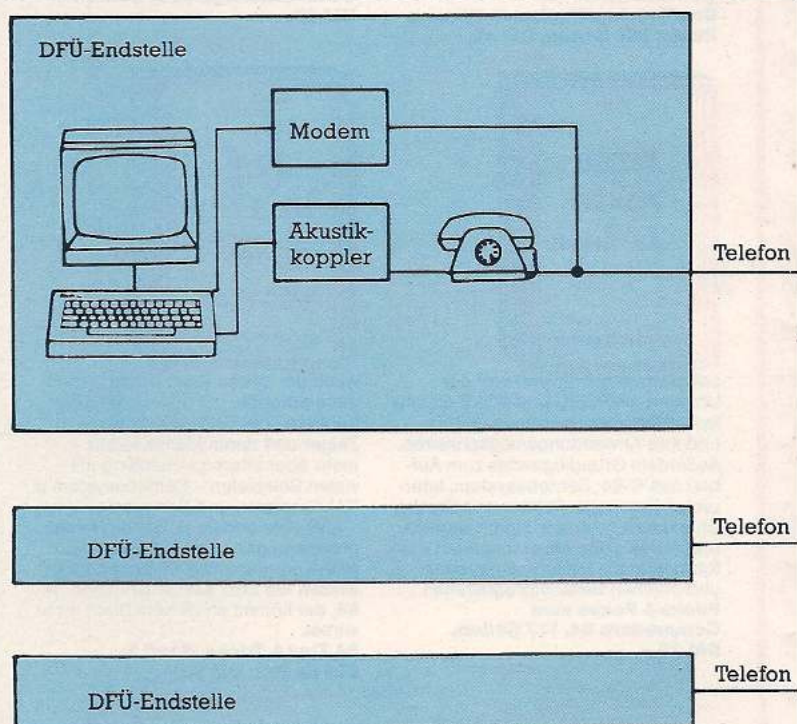 DFÜ-Endstelle
Modem
Akustik-
koppler
Telefon
Telefon
DFÜ-Endstelle
Telefon
DFÜ-Endstelle